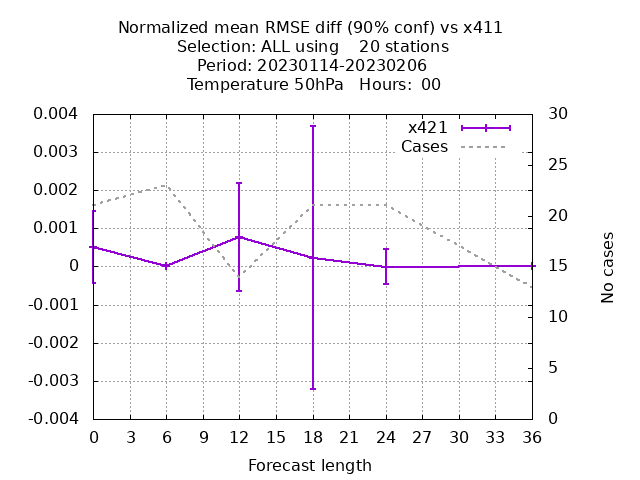 Normalized mean RMSE diff (90% conf) vs x411
Selection: ALL using    20 stations
Period: 20230114-20230206
Temperature 50hPa   Hours:  00
x421
Cases
0.004
0.003
0.002
0.001
0
-0.001
-0.002
-0.003
-0.004
30
25
20
15
10
5
0
No cases
0 3 6 9 12 15 18 21 24 27 30 33 36
Forecast length